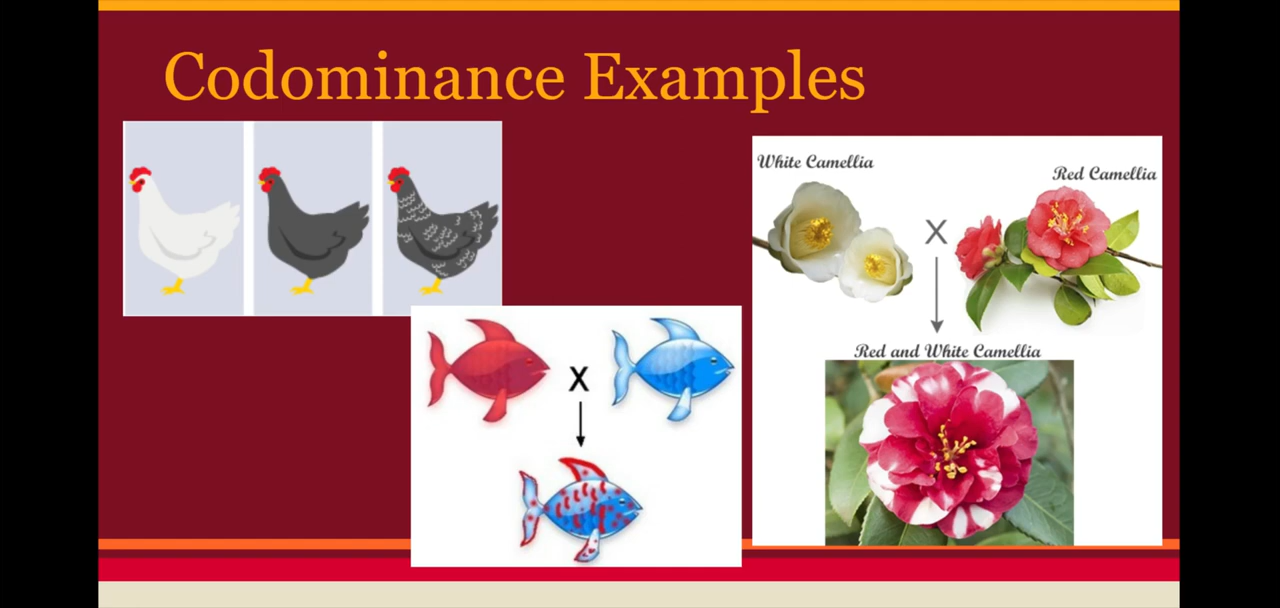 Codominance Examples
White Camellia
Red Camellia
X
X
Red and White Camellia